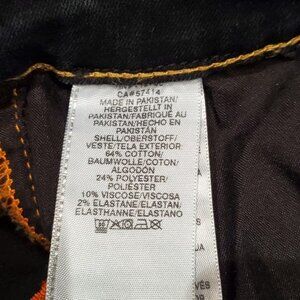 CA#57414
MADE IN PAKISTAN/
HERGESTELLT IN
PAKISTAN/FABRIQUÉ AU
PAKISTAN/HECHO EN
PAKISTÁN
SHELL/OBERSTOFF/
VESTE/TELA EXTERIOR
64% COTTON/
BAUMWOLLE/COTON/
ALGODÓN
24% POLYESTER/
POLIÉSTER
10% VISCOSE/VISCOSA
2% ELASTANE/ELASTAN/
ELASTHANNE/ELASTANO